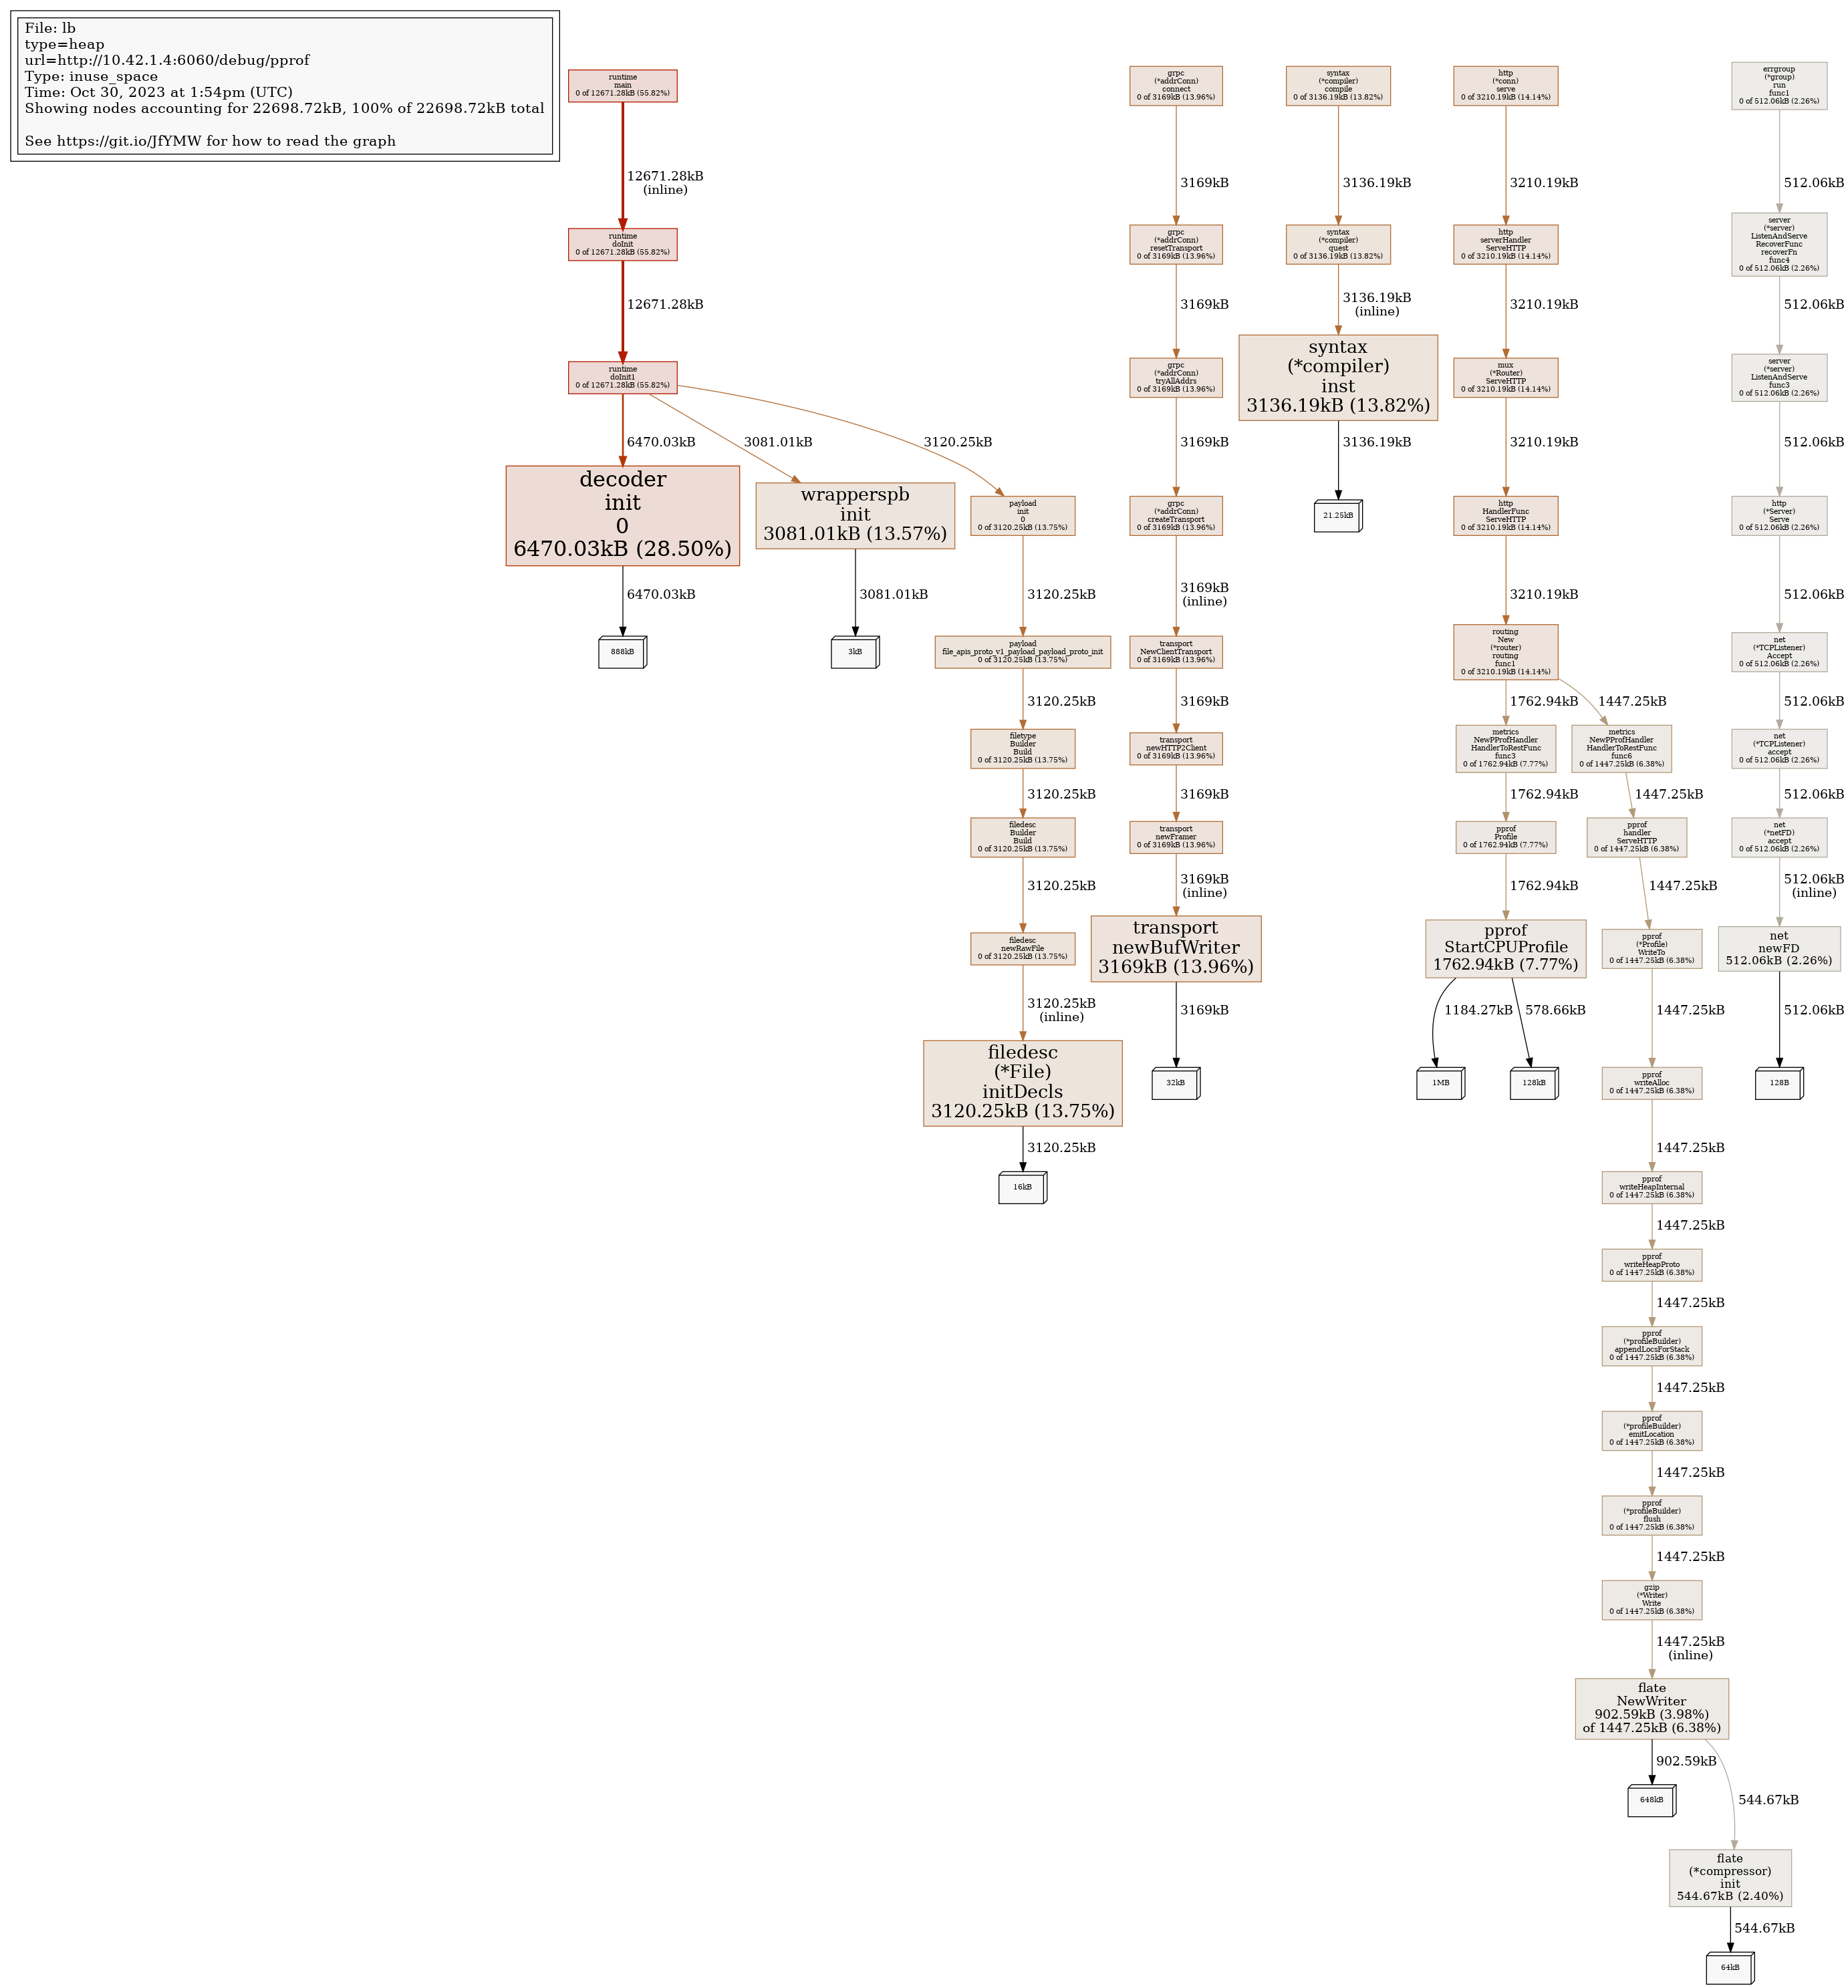 File: lb
type=heap
url=http://10.42.1.4:6060/debug/pprof
Type: inuse_space
Time: Oct 30, 2023 at 1:54pm (UTC)
Showing nodes accounting for 22698.72kB, 100% of 22698.72kB total
See https://git.io/JfYMW for how to read the graph
runtime
main
0 of 12671.28kB (55.82%)
12671.28kB
(inline)
runtime
doInit
0 of 12671.28kB (55.82%)
12671.28kB
runtime
doInit1
0 of 12671.28kB (55.82%)
6470.03kB
3081.01kB
3120.25kB
decoder
init
0
6470.03kB (28.50%)
6470.03kB
888kB
wrapperspb
init
3081.01kB (13.57%)
3081.01kB
3kB
payload
init
0
0 of 3120.25kB (13.75%)
3120.25kB
payload
file_apis_proto_v1_payload_payload_proto_init
0 of 3120.25kB (13.75%)
3120.25kB
filetype
Builder
Build
0 of 3120.25kB (13.75%)
3120.25kB
filedesc
Builder
Build
0 of 3120.25kB (13.75%)
3120.25kB
filedesc
newRawFile
0 of 3120.25kB (13.75%)
3120.25kB
(inline)
filedesc
(*File)
initDecls
3120.25kB (13.75%)
3120.25kB
16kB
grpc
(*addrConn)
connect
0 of 3169kB (13.96%)
3169kB
grpc
(*addrConn)
resetTransport
0 of 3169kB (13.96%)
3169kB
grpc
(*addrConn)
tryAllAddrs
0 of 3169kB (13.96%)
3169kB
grpc
(*addrConn)
createTransport
0 of 3169kB (13.96%)
3169kB
(inline)
transport
NewClientTransport
0 of 3169kB (13.96%)
3169kB
transport
newHTTP2Client
0 of 3169kB (13.96%)
3169kB
transport
newFramer
0 of 3169kB (13.96%)
3169kB
(inline)
transport
newBufWriter
3169kB (13.96%)
3169kB
32kB
syntax
(*compiler)
compile
0 of 3136.19kB (13.82%)
3136.19kB
syntax
(*compiler)
quest
0 of 3136.19kB (13.82%)
3136.19kB
(inline)
syntax
(*compiler)
inst
3136.19kB (13.82%)
3136.19kB
21.25kB
http
(*conn)
serve
0 of 3210.19kB (14.14%)
3210.19kB
http
serverHandler
ServeHTTP
0 of 3210.19kB (14.14%)
3210.19kB
mux
(*Router)
ServeHTTP
0 of 3210.19kB (14.14%)
3210.19kB
http
HandlerFunc
ServeHTTP
0 of 3210.19kB (14.14%)
3210.19kB
routing
New
(*router)
routing
func1
0 of 3210.19kB (14.14%)
1762.94kB
1447.25kB
metrics
NewPProfHandler
HandlerToRestFunc
func3
0 of 1762.94kB (7.77%)
1762.94kB
pprof
Profile
0 of 1762.94kB (7.77%)
1762.94kB
pprof
StartCPUProfile
1762.94kB (7.77%)
1184.27kB
578.66kB
1MB
128kB
metrics
NewPProfHandler
HandlerToRestFunc
func6
0 of 1447.25kB (6.38%)
1447.25kB
pprof
handler
ServeHTTP
0 of 1447.25kB (6.38%)
1447.25kB
pprof
(*Profile)
WriteTo
0 of 1447.25kB (6.38%)
1447.25kB
pprof
writeAlloc
0 of 1447.25kB (6.38%)
1447.25kB
pprof
writeHeapInternal
0 of 1447.25kB (6.38%)
1447.25kB
pprof
writeHeapProto
0 of 1447.25kB (6.38%)
1447.25kB
pprof
(*profileBuilder)
appendLocsForStack
0 of 1447.25kB (6.38%)
1447.25kB
pprof
(*profileBuilder)
emitLocation
0 of 1447.25kB (6.38%)
1447.25kB
pprof
(*profileBuilder)
flush
0 of 1447.25kB (6.38%)
1447.25kB
gzip
(*Writer)
Write
0 of 1447.25kB (6.38%)
1447.25kB
(inline)
flate
NewWriter
902.59kB (3.98%)
of 1447.25kB (6.38%)
902.59kB
648kB
544.67kB
flate
(*compressor)
init
544.67kB (2.40%)
544.67kB
64kB
errgroup
(*group)
run
func1
0 of 512.06kB (2.26%)
512.06kB
server
(*server)
ListenAndServe
RecoverFunc
recoverFn
func4
0 of 512.06kB (2.26%)
512.06kB
server
(*server)
ListenAndServe
func3
0 of 512.06kB (2.26%)
512.06kB
http
(*Server)
Serve
0 of 512.06kB (2.26%)
512.06kB
net
(*TCPListener)
Accept
0 of 512.06kB (2.26%)
512.06kB
net
(*TCPListener)
accept
0 of 512.06kB (2.26%)
512.06kB
net
(*netFD)
accept
0 of 512.06kB (2.26%)
512.06kB
(inline)
net
newFD
512.06kB (2.26%)
512.06kB
128B